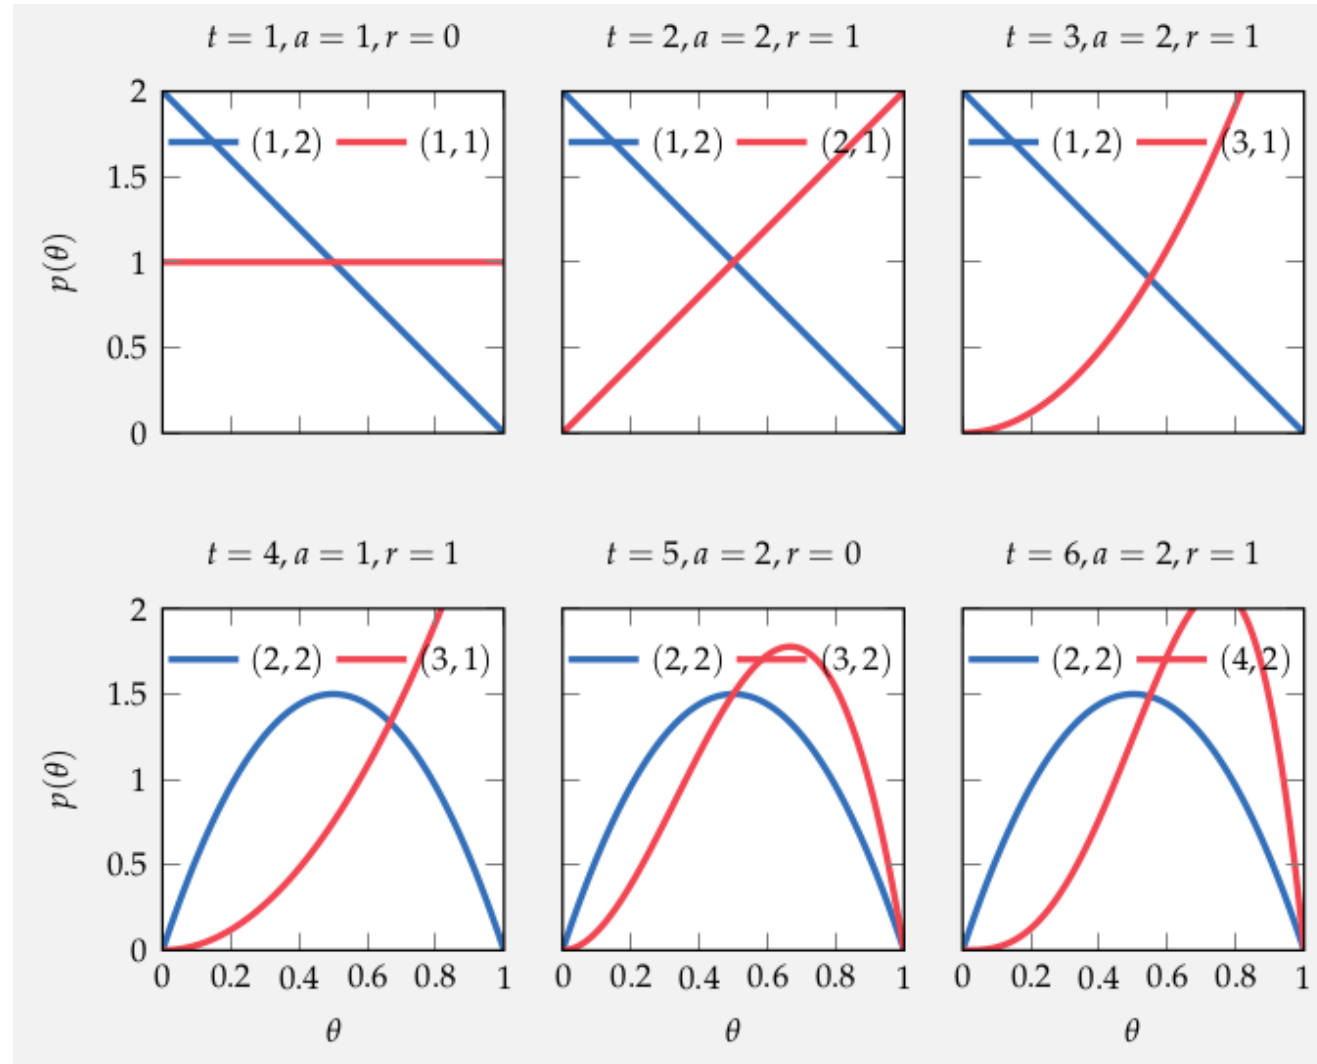 t = 1, a = 1, r = 0
t = 2, a = 2, r = 1
t = 3, a = 2, r = 1
p(θ)
2
1.5
1
0.5
0
(1, 2) (1, 1)
(1, 2) (2, 1)
(1, 2) (3, 1)
t = 4, a = 1, r = 1
t = 5, a = 2, r = 0
t = 6, a = 2, r = 1
p(θ)
2
1.5
1
0.5
0
(2, 2) (3, 1)
(2, 2) (3, 2)
(2, 2) (4, 2)
0 0.2 0.4 0.6 0.8 1
0 0.2 0.4 0.6 0.8 1
0 0.2 0.4 0.6 0.8 1
θ
θ
θ